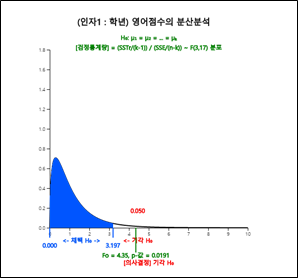 (인자1 : 학년) 영어점수의 분산분석
H₀: μ₁ = μ₂ = ... = μₖ
[검정통계량] = (SSTr/(k-1)) / (SSE/(n-k)) ~ F(3,17) 분포
1.8
1.6
1.4
1.2
1.0
0.8
0.6
0.4
0.2
0.0
0 1 2 3 4 5 6 7 8 9 10
0.050
<- 채택 H₀ -> <- 기각 H₀
0.000 3.197
F₀ = 4.35, p-값 = 0.0191
[의사결정] 기각 H₀